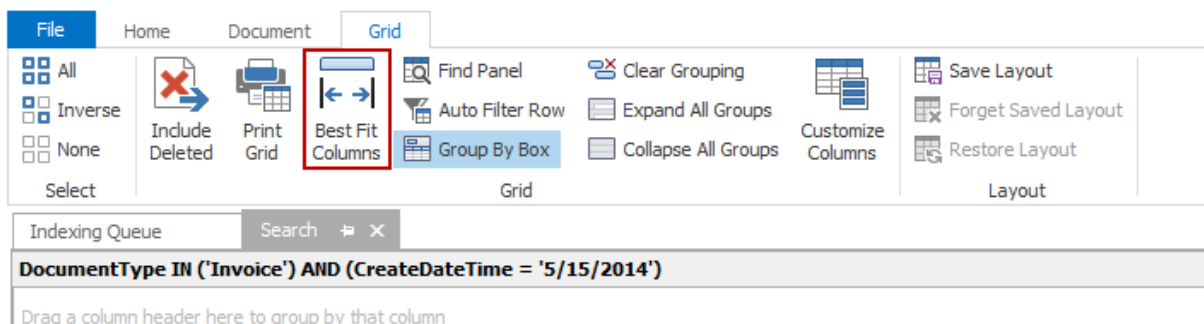 File Home Document Grid
All
Inverse
None
Select
Include
Deleted
Print
Grid
Best Fit
Columns
Find Panel
Auto Filter Row
Group By Box
Clear Grouping
Expand All Groups
Collapse All Groups
Customize
Columns
Grid
Save Layout
Forget Saved Layout
Restore Layout
Layout
Indexing Queue Search
DocumentType IN ('Invoice') AND (CreateDateTime = '5/15/2014')
Drag a column header here to group by that column